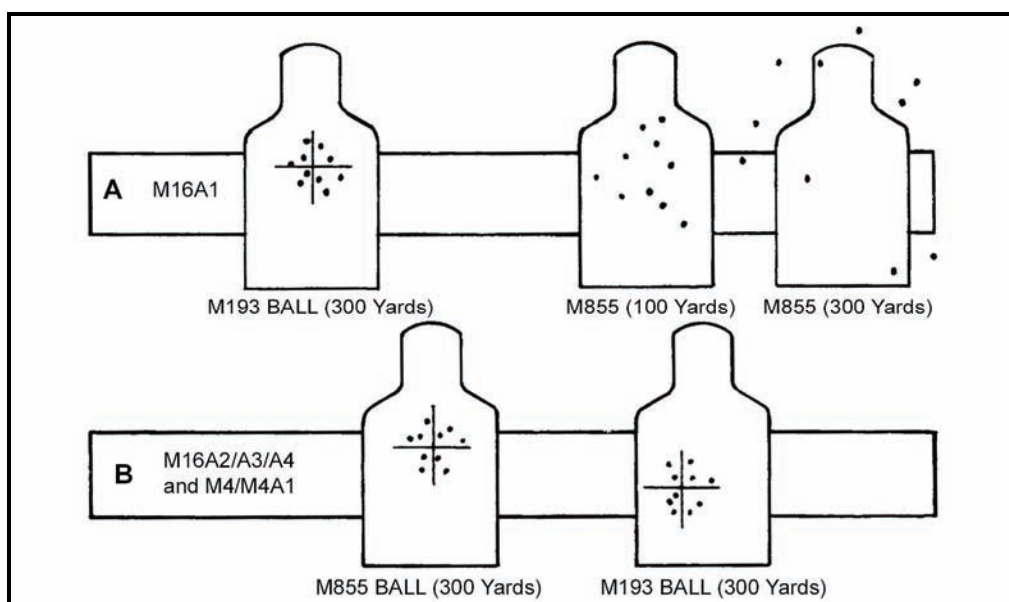 A M16A1
M193 BALL (300 Yards)
M855 (100 Yards)
M855 (300 Yards)
B
M16A2/A3/A4
and M4/M4A1
M855 BALL (300 Yards)
M193 BALL (300 Yards)